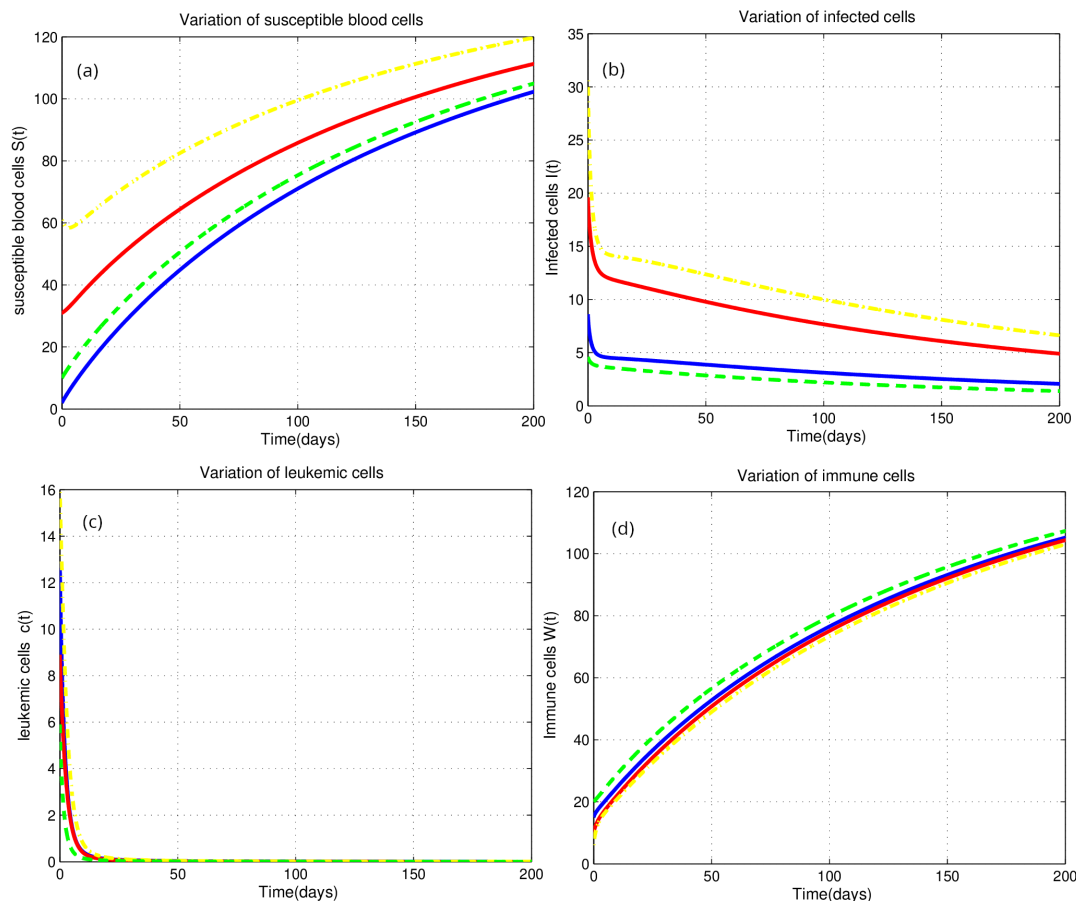 Variation of susceptible blood cells
(a)
susceptible blood cells S(t)
120
100
80
60
40
20
0
0 50 100 150 200
Time(days)
Variation of infected cells
(b)
Infected cells I(t)
35
30
25
20
15
10
5
0
0 50 100 150 200
Time(days)
Variation of leukemic cells
(c)
leukemic cells c(t)
16
14
12
10
8
6
4
2
0
0 50 100 150 200
Time(days)
Variation of immune cells
(d)
Immune cells W(t)
120
100
80
60
40
20
0
0 50 100 150 200
Time(days)